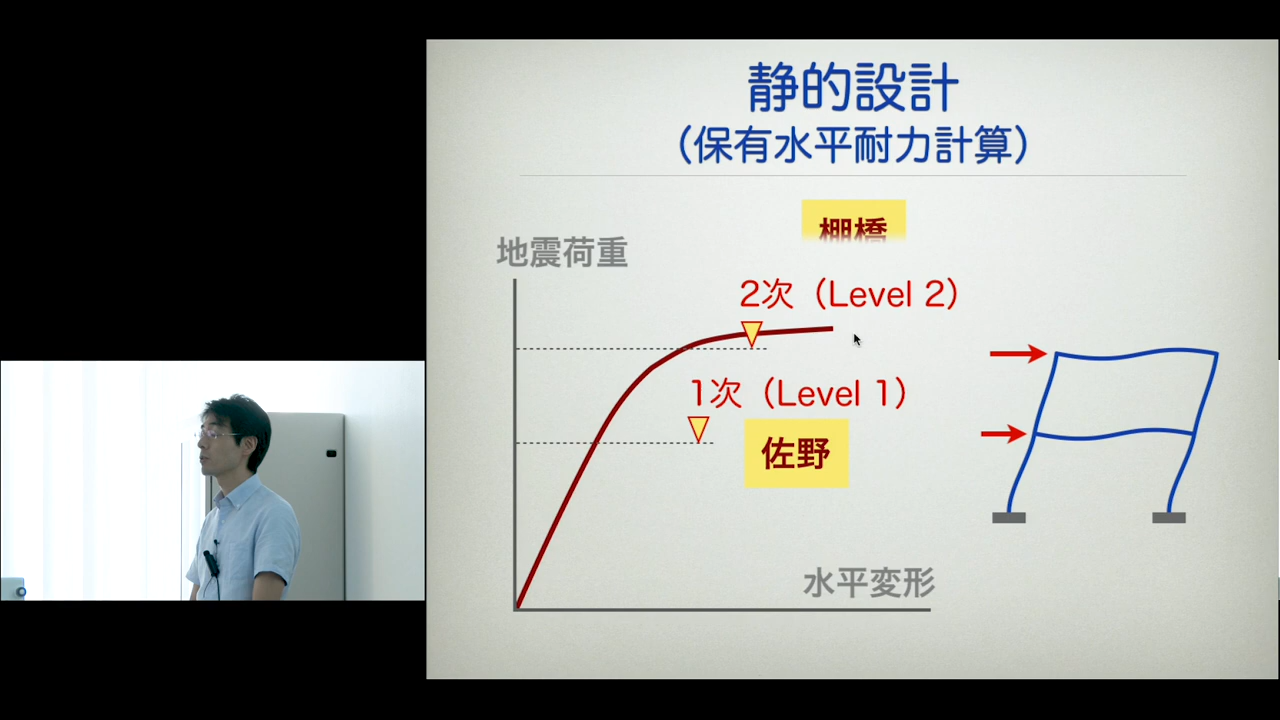 静的設計
（保有水平耐力計算）
棚橋
地震荷重
2次（Level 2）
1次（Level 1）
佐野
水平変形